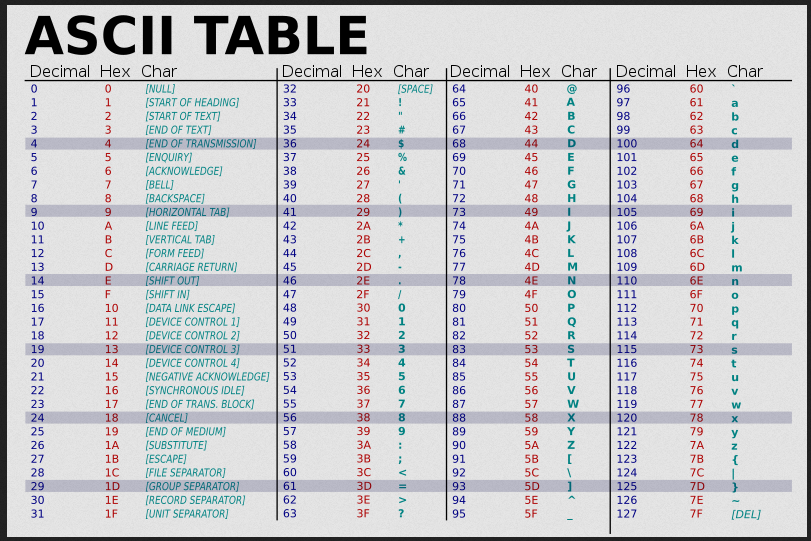 ASCII TABLE
Decimal Hex Char Decimal Hex Char Decimal Hex Char Decimal Hex Char
0 0 [NULL] 32 20 [SPACE] 64 40 @ 96 60 `
1 1 [START OF HEADING] 33 21 ! 65 41 A 97 61 a
2 2 [START OF TEXT] 34 22 " 66 42 B 98 62 b
3 3 [END OF TEXT] 35 23 # 67 43 C 99 63 c
4 4 [END OF TRANSMISSION] 36 24 $ 68 44 D 100 64 d
5 5 [ENQUIRY] 37 25 % 69 45 E 101 65 e
6 6 [ACKNOWLEDGE] 38 26 & 70 46 F 102 66 f
7 7 [BELL] 39 27 ' 71 47 G 103 67 g
8 8 [BACKSPACE] 40 28 ( 72 48 H 104 68 h
9 9 [HORIZONTAL TAB] 41 29 ) 73 49 I 105 69 i
10 A [LINE FEED] 42 2A * 74 4A J 106 6A j
11 B [VERTICAL TAB] 43 2B + 75 4B K 107 6B k
12 C [FORM FEED] 44 2C , 76 4C L 108 6C l
13 D [CARRIAGE RETURN] 45 2D - 77 4D M 109 6D m
14 E [SHIFT OUT] 46 2E . 78 4E N 110 6E n
15 F [SHIFT IN] 47 2F / 79 4F O 111 6F o
16 10 [DATA LINK ESCAPE] 48 30 0 80 50 P 112 70 p
17 11 [DEVICE CONTROL 1] 49 31 1 81 51 Q 113 71 q
18 12 [DEVICE CONTROL 2] 50 32 2 82 52 R 114 72 r
19 13 [DEVICE CONTROL 3] 51 33 3 83 53 S 115 73 s
20 14 [DEVICE CONTROL 4] 52 34 4 84 54 T 116 74 t
21 15 [NEGATIVE ACKNOWLEDGE] 53 35 5 85 55 U 117 75 u
22 16 [SYNCHRONOUS IDLE] 54 36 6 86 56 V 118 76 v
23 17 [END OF TRANS. BLOCK] 55 37 7 87 57 W 119 77 w
24 18 [CANCEL] 56 38 8 88 58 X 120 78 x
25 19 [END OF MEDIUM] 57 39 9 89 59 Y 121 79 y
26 1A [SUBSTITUTE] 58 3A : 90 5A Z 122 7A z
27 1B [ESCAPE] 59 3B ; 91 5B [ 123 7B {
28 1C [FILE SEPARATOR] 60 3C < 92 5C \ 124 7C |
29 1D [GROUP SEPARATOR] 61 3D = 93 5D ] 125 7D }
30 1E [RECORD SEPARATOR] 62 3E > 94 5E ^ 126 7E ~
31 1F [UNIT SEPARATOR] 63 3F ? 95 5F _ 127 7F [DEL]